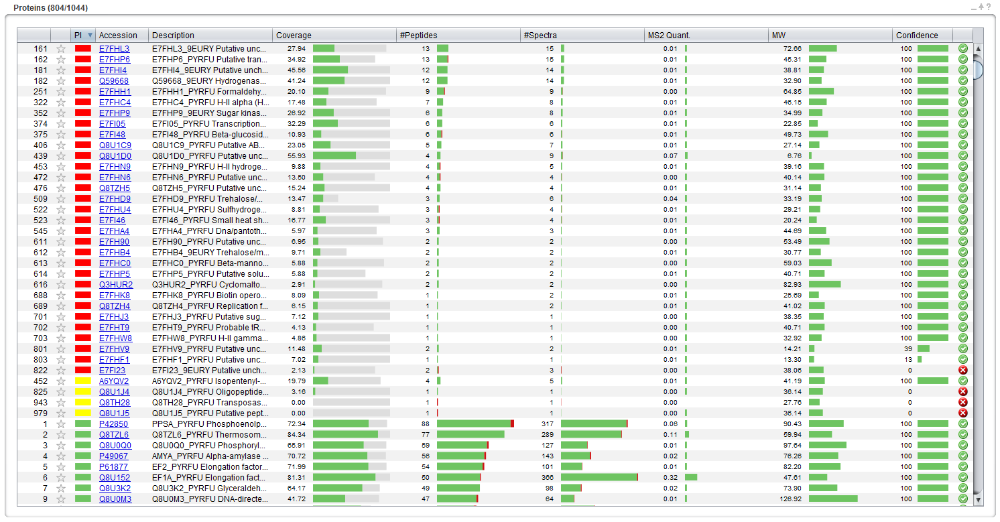 Proteins (804/1044)
PI Accession Description Coverage #Peptides #Spectra MS2 Quant. MW Confidence
161 E7FHL3 E7FHL3_9EURY Putative unc... 27.94 13 15 0.01 72.66 100
162 E7FHP6 E7FHP6_PYRFU Putative tran... 34.92 13 15 0.01 45.31 100
181 E7FHI4 E7FHI4_9EURY Putative unch... 45.56 12 14 0.01 38.81 100
182 Q59668 Q59668_9EURY Hydrogenas... 41.24 12 14 0.01 32.90 100
251 E7FHH1 E7FHH1_PYRFU Formaldehy... 20.10 9 9 0.00 64.85 100
322 E7FHC4 E7FHC4_PYRFU H-II alpha (H... 17.48 7 8 0.01 46.15 100
352 E7FHP9 E7FHP9_9EURY Sugar kinas... 26.92 6 8 0.01 34.99 100
374 E7FI05 E7FI05_PYRFU Transcription... 32.29 6 6 0.01 22.85 100
375 E7FI48 E7FI48_PYRFU Beta-glucosid... 10.93 6 6 0.01 49.73 100
406 Q8U1C9 Q8U1C9_PYRFU Putative AB... 23.05 5 7 0.01 27.14 100
439 Q8U1D0 Q8U1D0_PYRFU Putative unc... 55.93 4 9 0.07 6.76 100
453 E7FHN9 E7FHN9_PYRFU H-II hydroge... 9.88 4 5 0.01 39.16 100
472 E7FHN6 E7FHN6_PYRFU Putative unc... 13.50 4 4 0.00 40.14 100
476 Q8TZH5 Q8TZH5_PYRFU Putative unc... 15.24 4 4 0.01 31.14 100
509 E7FHD9 E7FHD9_PYRFU Trehalose/... 13.47 3 6 0.04 33.19 100
522 E7FHU4 E7FHU4_PYRFU Sulfhydroge... 8.81 3 4 0.01 29.21 100
523 E7FI46 E7FI46_PYRFU Small heat sh... 16.77 3 4 0.01 20.24 100
545 E7FHA4 E7FHA4_PYRFU Dna/pantoth... 5.97 3 3 0.01 44.69 100
611 E7FH90 E7FH90_PYRFU Putative unc... 6.95 2 2 0.00 53.49 100
612 E7FHB4 E7FHB4_9EURY Trehalose/m... 9.71 2 2 0.01 30.77 100
613 E7FHC0 E7FHC0_PYRFU Beta-manno... 5.88 2 2 0.00 59.03 100
614 E7FHP5 E7FHP5_PYRFU Putative solu... 5.88 2 2 0.01 40.71 100
616 Q3HUR2 Q3HUR2_PYRFU Cyclomalto... 2.91 2 2 0.00 82.93 100
688 E7FHK8 E7FHK8_PYRFU Biotin opero... 8.09 1 2 0.00 25.69 100
689 Q8TZH4 Q8TZH4_PYRFU Replication f... 6.15 1 2 0.01 41.02 100
701 E7FHJ3 E7FHJ3_PYRFU Putative sug... 7.12 1 1 0.00 38.35 100
702 E7FHT9 E7FHT9_PYRFU Probable tR... 4.13 1 1 0.00 40.71 100
703 E7FHW8 E7FHW8_PYRFU H-II gamma... 4.86 1 1 0.00 32.92 100
801 E7FHV9 E7FHV9_PYRFU Putative unc... 11.48 2 2 0.01 14.21 39
803 E7FHF1 E7FHF1_PYRFU Putative unc... 7.02 1 1 0.01 13.30 13
822 E7FI23 E7FI23_9EURY Putative unch... 2.13 2 3 0.00 38.06 0
452 A6YQV2 A6YQV2_PYRFU Isopentenyl-... 19.79 4 5 0.01 41.19 100
825 Q8U1J4 Q8U1J4_PYRFU Oligopeptide... 3.16 1 1 0.00 36.14 0
943 Q8TH28 Q8TH28_PYRFU Transposas... 0.00 1 1 0.00 27.76 0
979 Q8U1J5 Q8U1J5_PYRFU Putative pept... 0.00 1 1 0.00 36.14 0
1 P42850 PPSA_PYRFU Phosphoenolp... 72.34 88 317 0.06 90.43 100
2 Q8TZL6 Q8TZL6_PYRFU Thermosom... 84.34 77 289 0.11 59.94 100
3 Q8U0Q0 Q8U0Q0_PYRFU Phosphoryl... 65.91 59 127 0.01 97.64 100
4 P49067 AMYA_PYRFU Alpha-amylase ... 70.72 56 143 0.02 76.26 100
5 P61877 EF2_PYRFU Elongation factor... 71.99 54 101 0.01 82.20 100
6 Q8U152 EF1A_PYRFU Elongation fact... 81.31 50 366 0.32 47.61 100
7 Q8U3K2 Q8U3K2_PYRFU Glyceraldeh... 64.17 49 98 0.02 73.90 100
9 Q8U0M3 Q8U0M3_PYRFU DNA-directe... 41.72 47 64 0.01 126.92 100